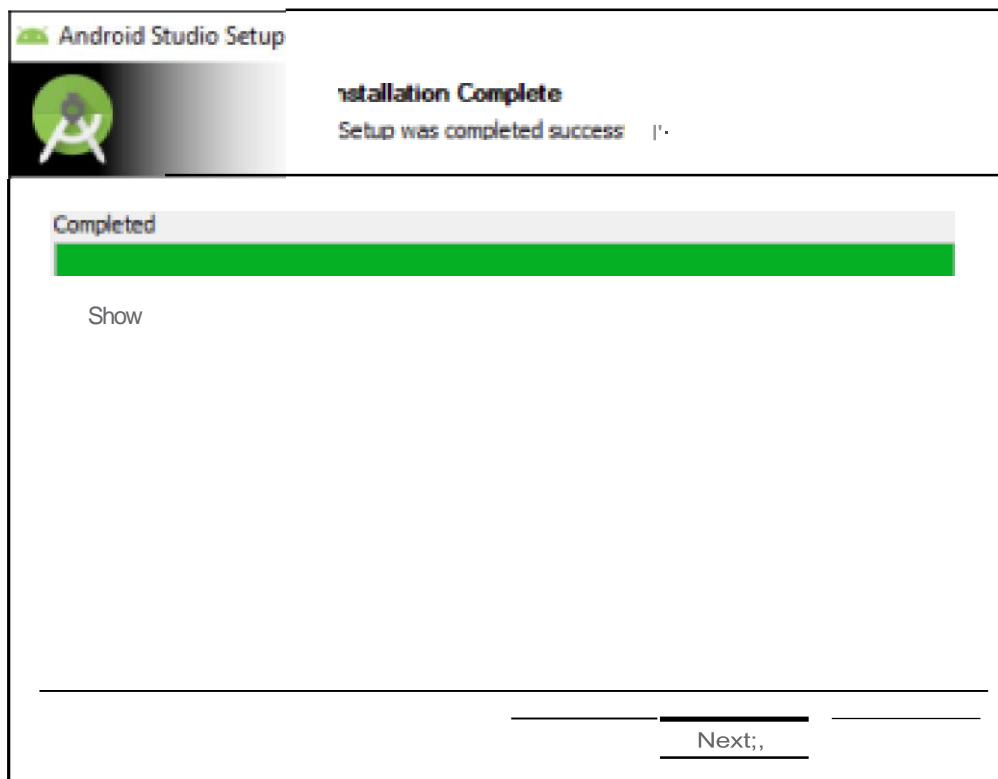 Android Studio Setup
nstallation Complete
Setup was completed success
Completed
Show
Next;,